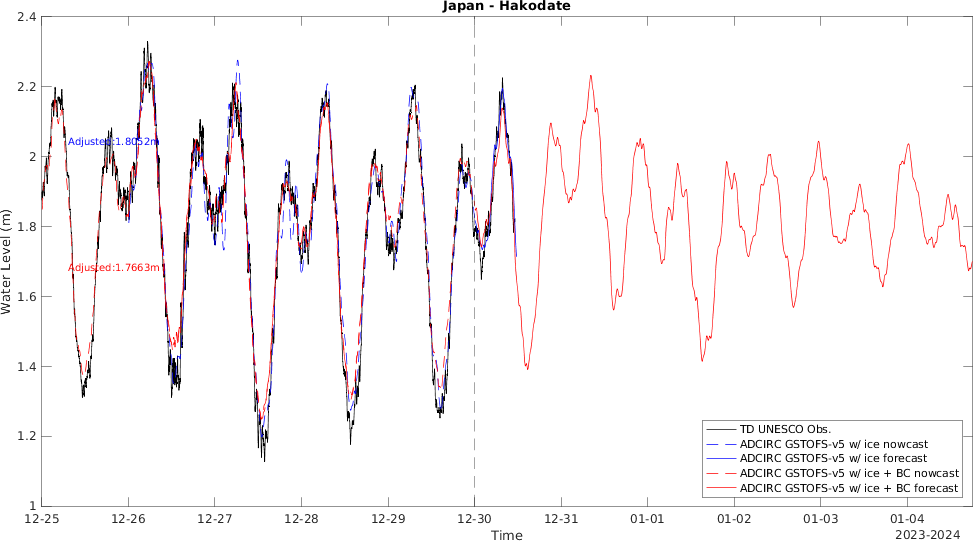 Japan - Hakodate
2.4
2.2
2
1.8
1.6
1.4
1.2
1
Water Level (m)
Adjusted:1.8052m
Adjusted:1.7663m
TD UNESCO Obs.
ADCIRC GSTOFS-v5 w/ ice nowcast
ADCIRC GSTOFS-v5 w/ ice forecast
ADCIRC GSTOFS-v5 w/ ice + BC nowcast
ADCIRC GSTOFS-v5 w/ ice + BC forecast
12-25 12-26 12-27 12-28 12-29 12-30 12-31 01-01 01-02 01-03 01-04
Time
2023-2024